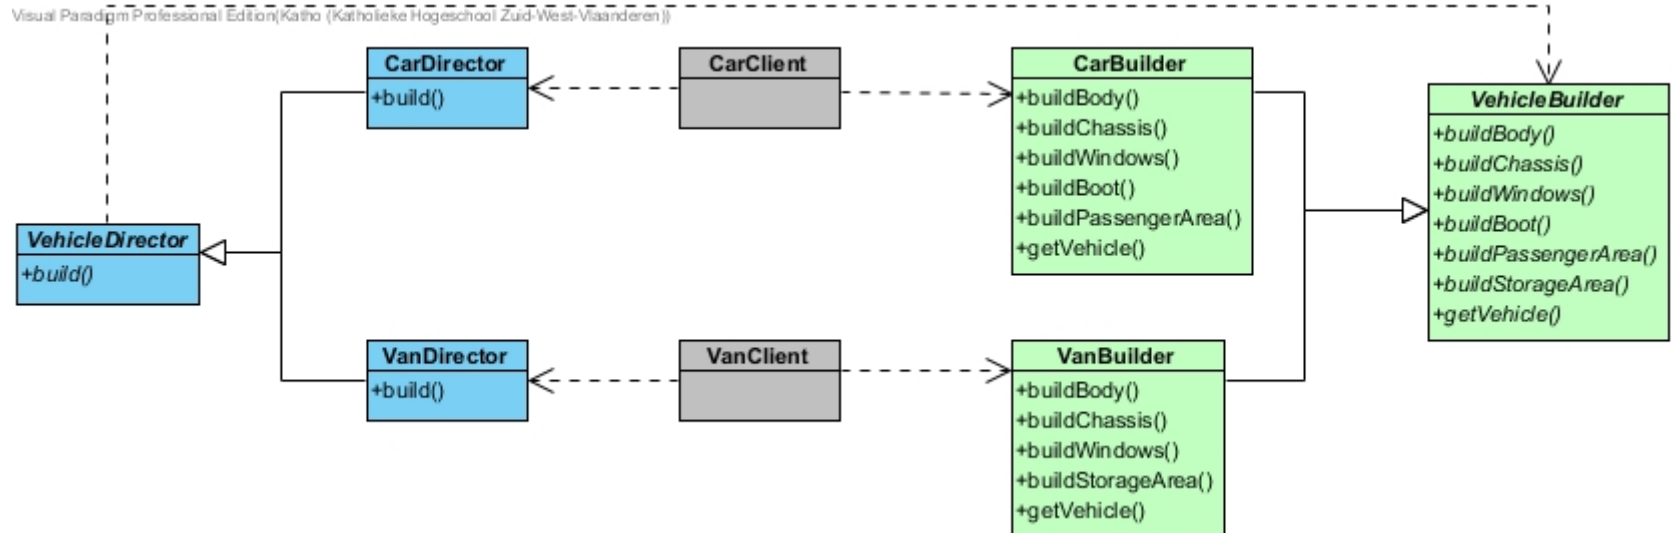 Visual Paradigm Professional Edition(Katho (Katholieke Hogeschool Zuid-West-Vlaanderen))
CarDirector
+build()
CarClient
CarBuilder
+buildBody()
+buildChassis()
+buildWindows()
+buildBoot()
+buildPassengerArea()
+getVehicle()
VehicleBuilder
+buildBody()
+buildChassis()
+buildWindows()
+buildBoot()
+buildPassengerArea()
+buildStorageArea()
+getVehicle()
VehicleDirector
+build()
VanDirector
+build()
VanClient
VanBuilder
+buildBody()
+buildChassis()
+buildWindows()
+buildStorageArea()
+getVehicle()